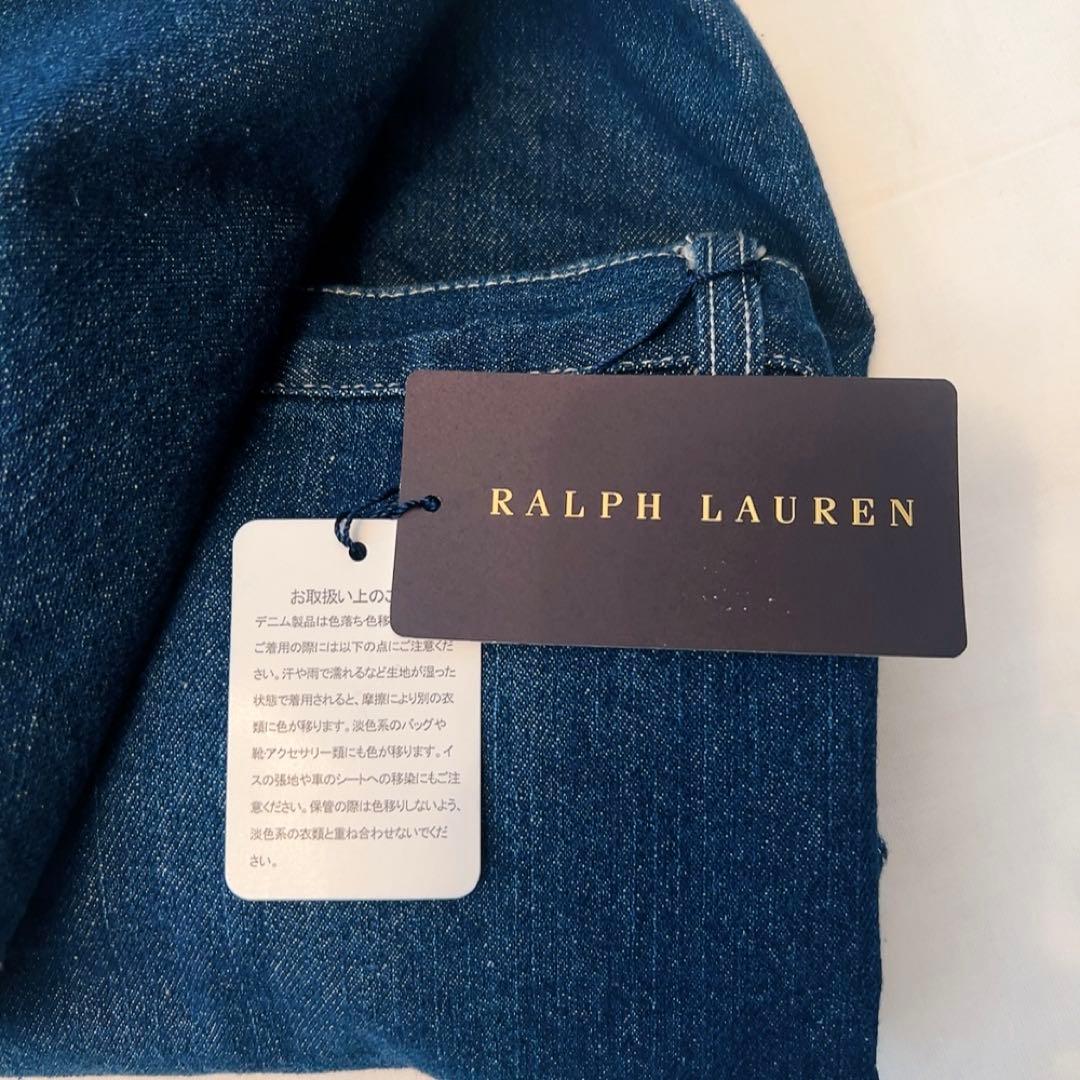 RALPH LAUREN
お取扱い上のご
デニム製品は色落ち色移
ご着用の際には以下の点にご注意くだ
さい。汗や雨で濡れるなど生地が湿った
状態で着用されると、摩擦により別の衣
類に色が移ります。淡色系のバッグや
靴・アクセサリー類にも色が移ります。イ
スの張地や車のシートへの移染にもご注
意ください。保管の際は色移りしないよう、
淡色系の衣類と重ね合わせないでくだ
さい。